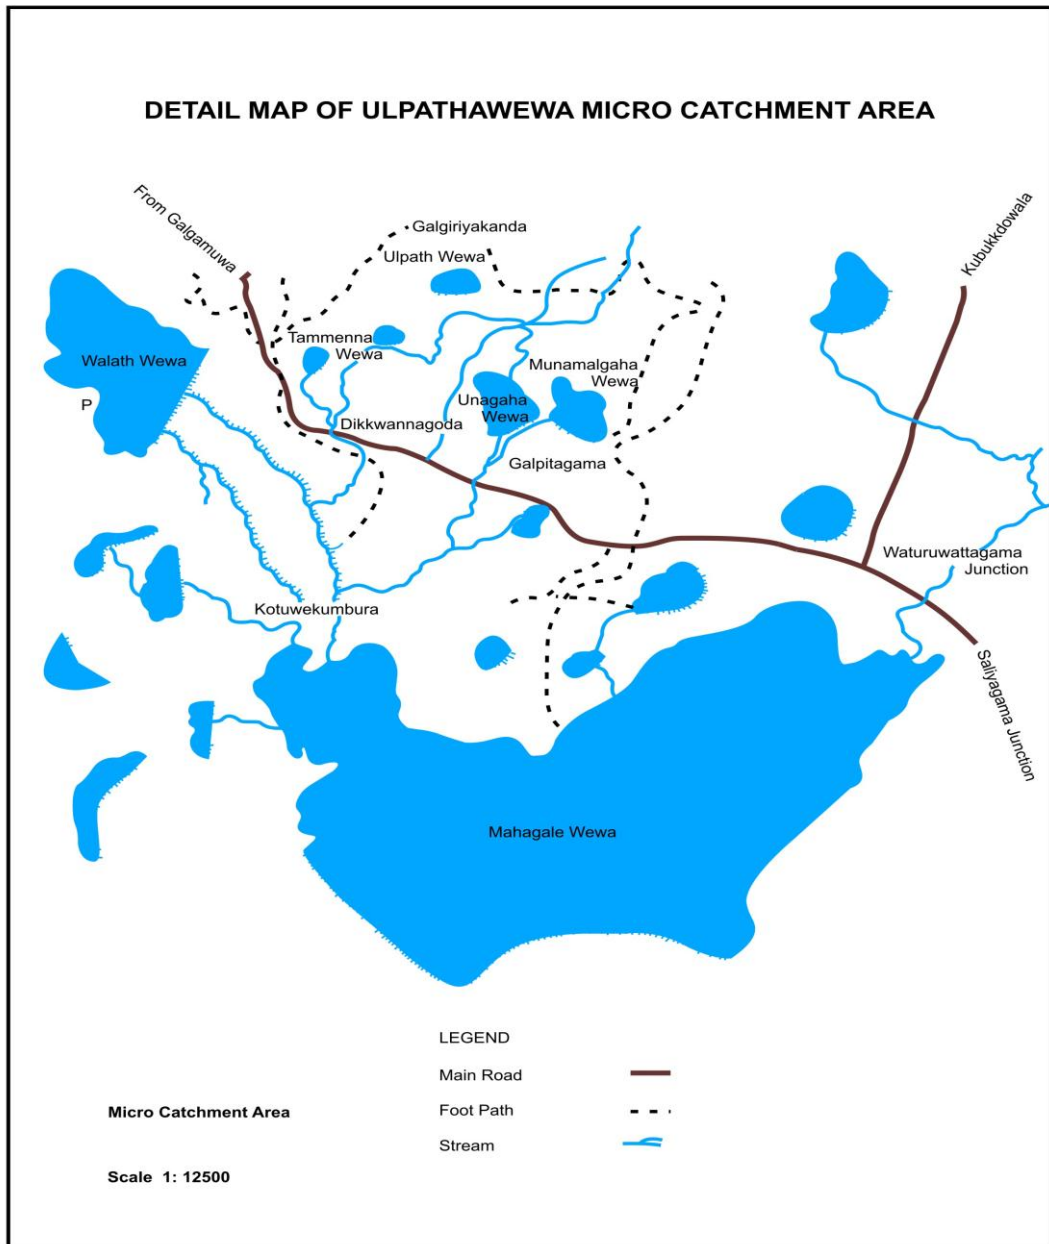 DETAIL MAP OF ULPATHAWEWA MICRO CATCHMENT AREA
From Galgamuwa
Galgiriyakanda
Ulpath Wewa
Kubukkdowala
Tammenna
Wewa
Walath Wewa
P
Munamalgaha
Wewa
Unagaha
Wewa
Dikkwannagoda
Galpitagama
Waturuwattagama
Junction
Kotuwekumbura
Saliyagama Junction
Mahagale Wewa
LEGEND
Main Road
Foot Path
Stream
Micro Catchment Area
Scale 1: 12500